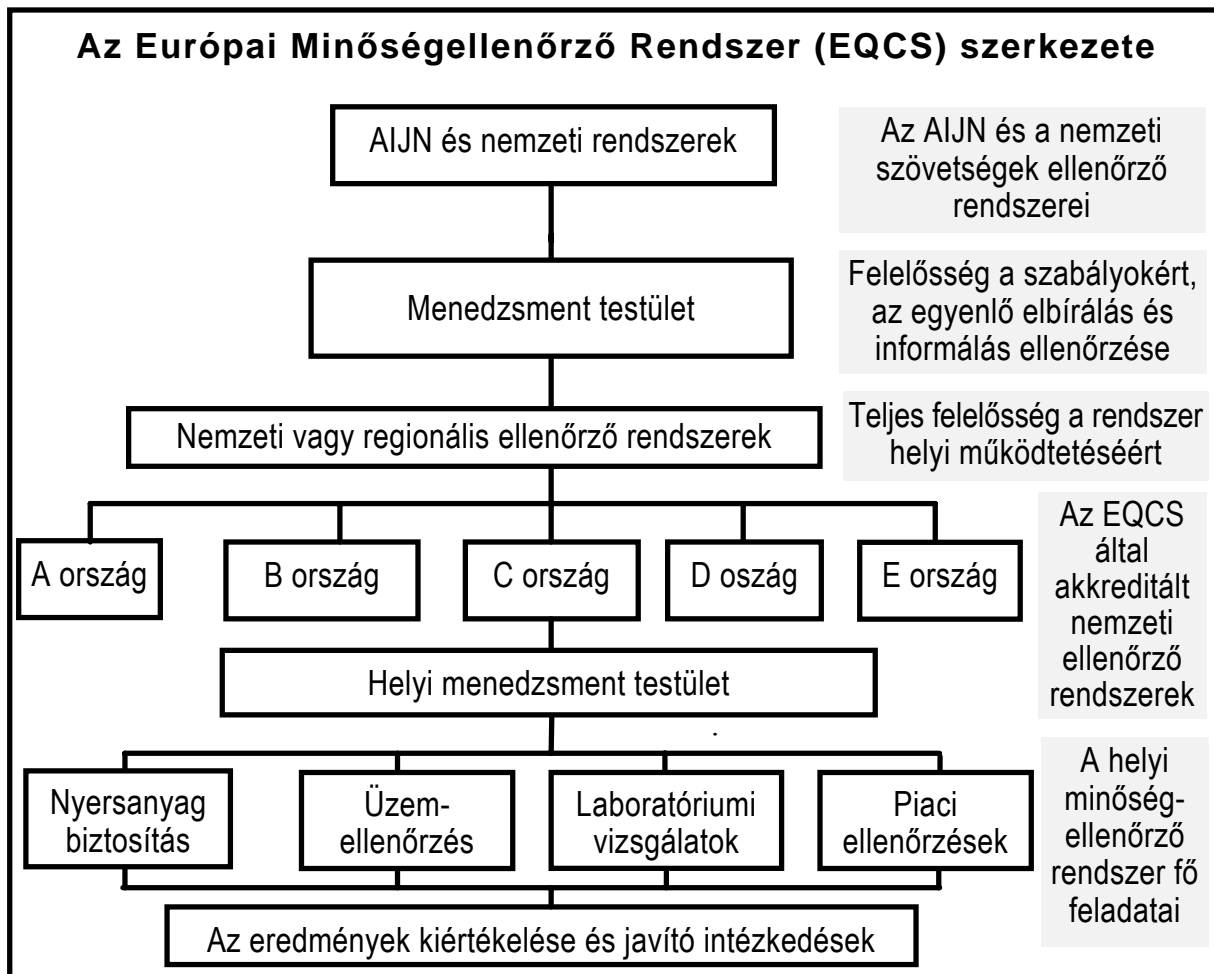 Az Európai Minőségellenőrző Rendszer (EQCS) szerkezete
AIJN és nemzeti rendszerek
Az AIJN és a nemzeti
szövetségek ellenőrző
rendszerei
Menedzsment testület
Felelősség a szabályokért,
az egyenlő elbírálás és
informálás ellenőrzése
Nemzeti vagy regionális ellenőrző rendszerek
Teljes felelősség a rendszer
helyi működtetéséért
A ország
B ország
C ország
D oszág
E ország
Az EQCS
által
akkreditált
nemzeti
ellenőrző
rendszerek
Helyi menedzsment testület
Nyersanyag
biztosítás
Üzem-
ellenőrzés
Laboratóriumi
vizsgálatok
Piaci
ellenőrzések
A helyi
minőség-
ellenőrző
rendszer fő
feladatai
Az eredmények kiértékelése és javító intézkedések